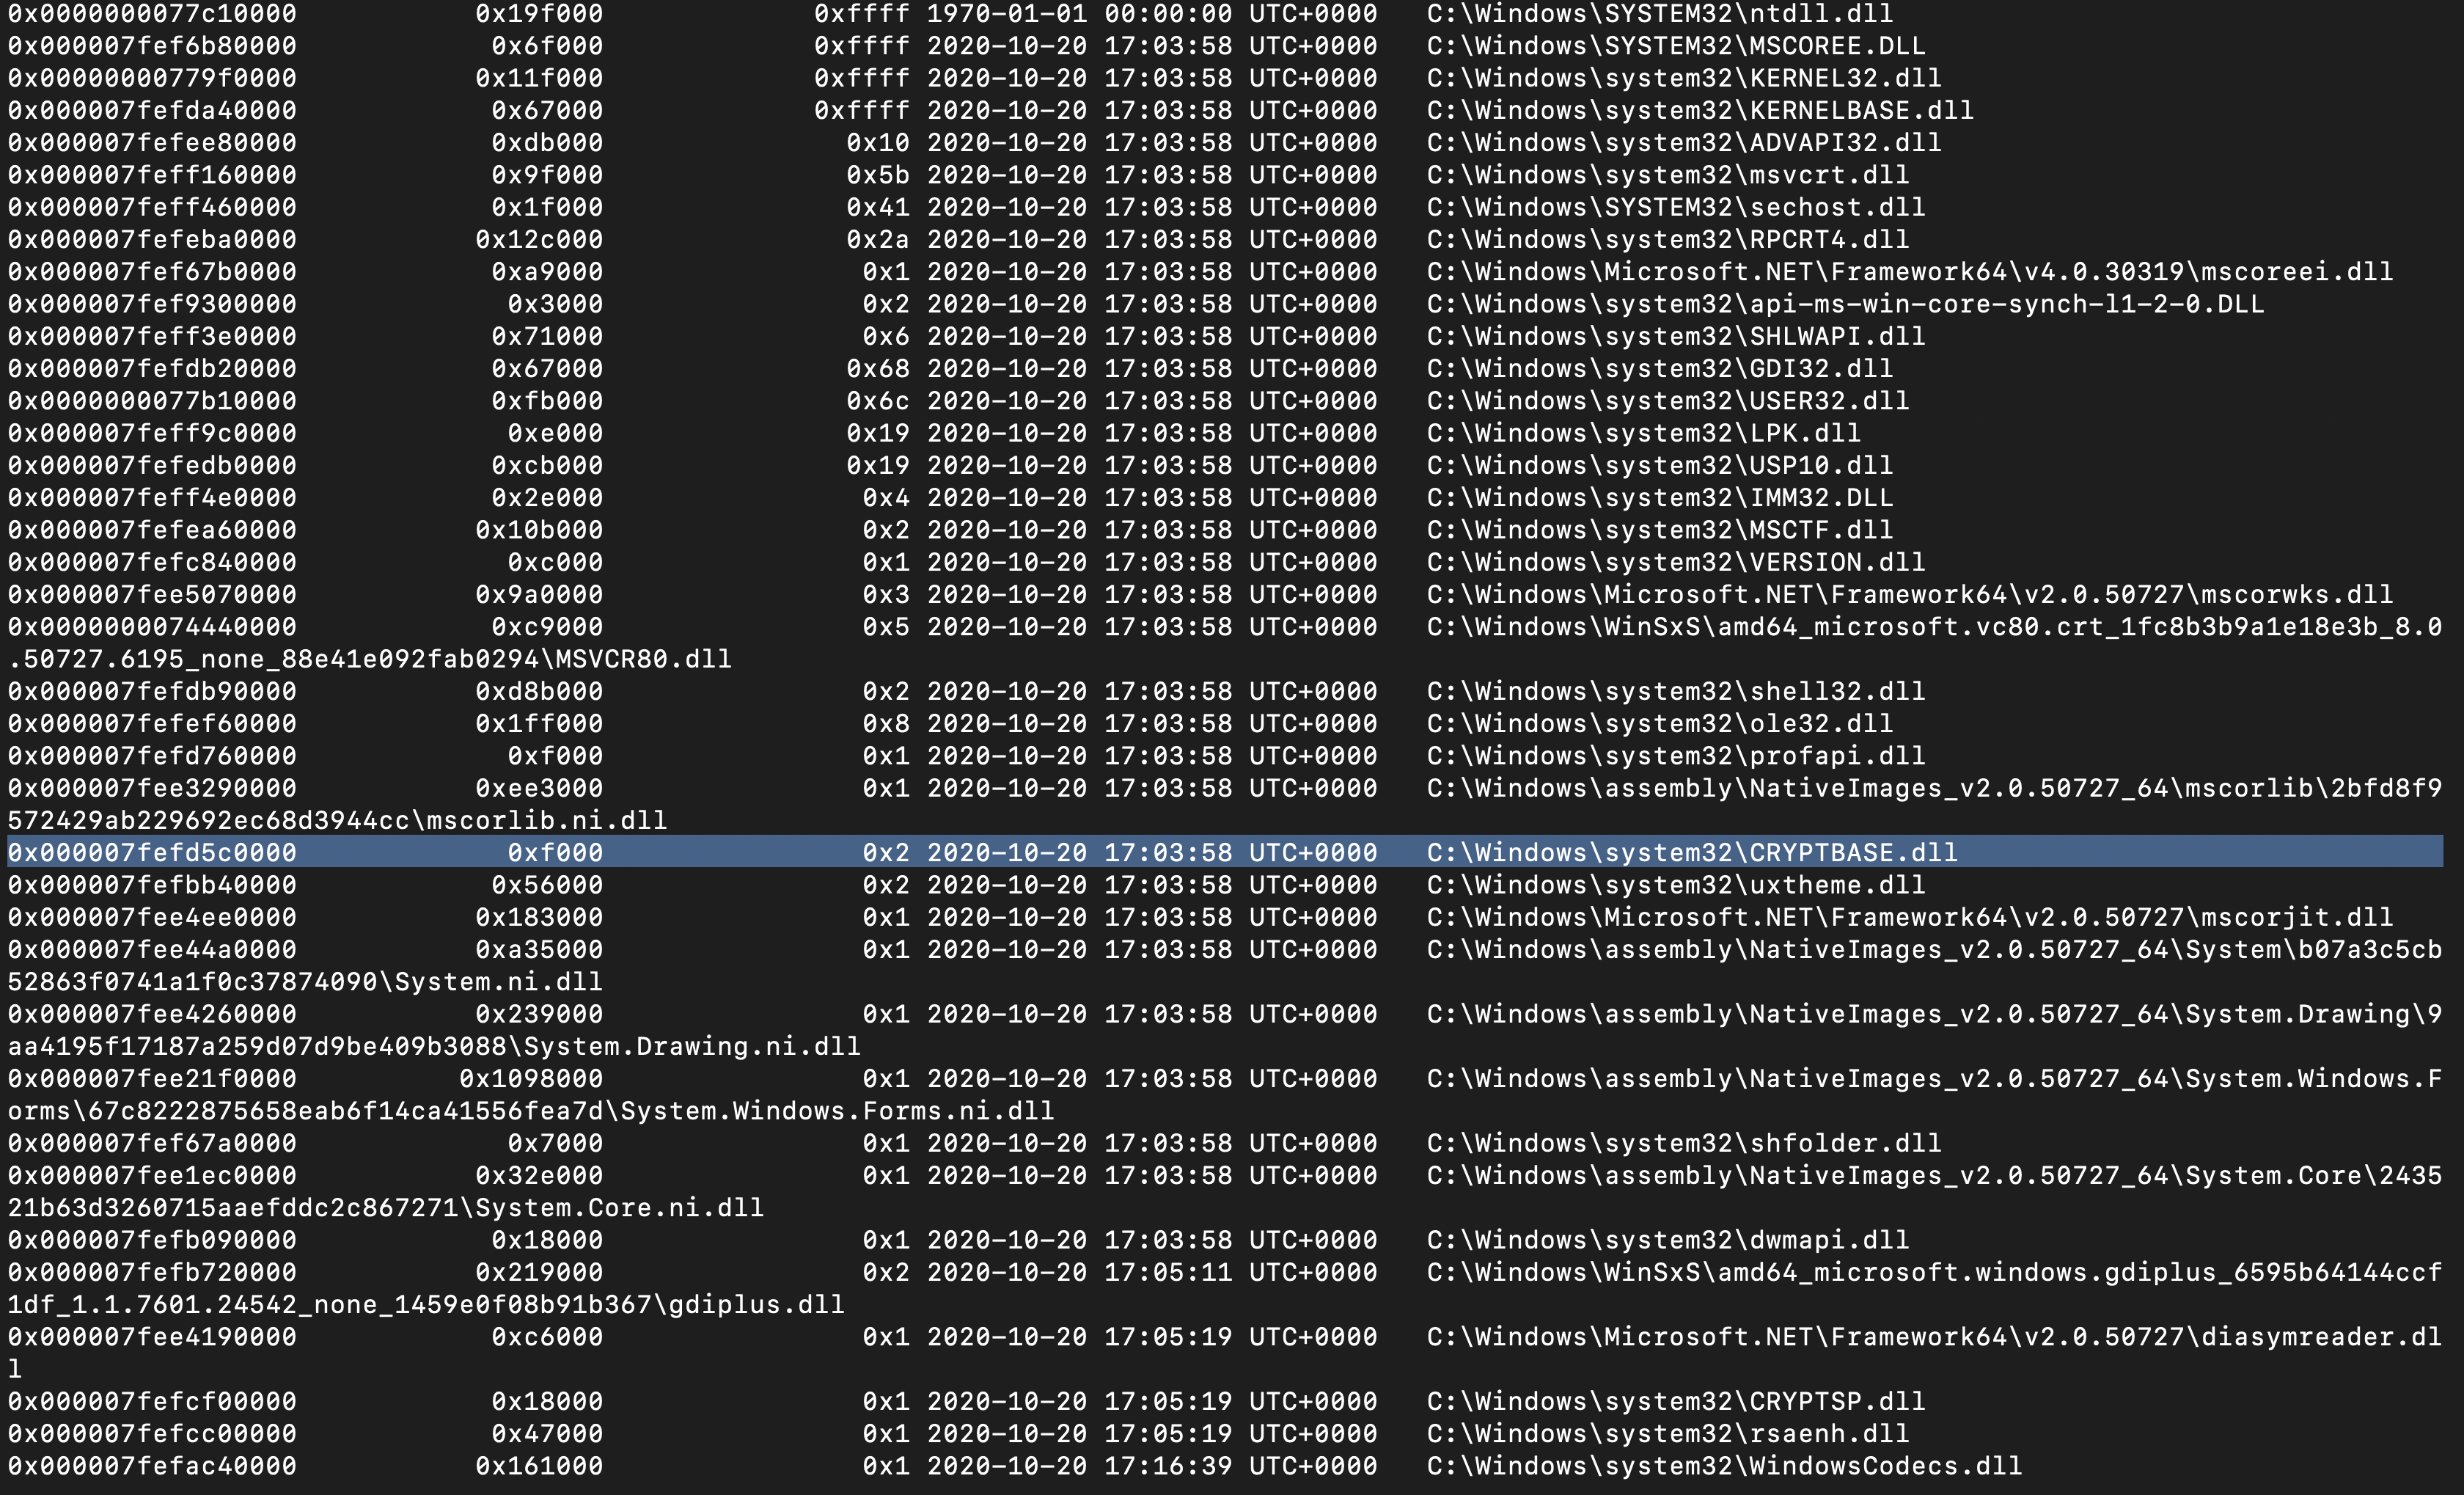 0x0000000077c10000 0x19f000 0xffff 1970-01-01 00:00:00 UTC+0000 C:\Windows\SYSTEM32\ntdll.dll
0x000007fef6b80000 0x6f000 0xffff 2020-10-20 17:03:58 UTC+0000 C:\Windows\SYSTEM32\MSCOREE.DLL
0x00000000779f0000 0x11f000 0xffff 2020-10-20 17:03:58 UTC+0000 C:\Windows\system32\KERNEL32.dll
0x000007fefda40000 0x67000 0xffff 2020-10-20 17:03:58 UTC+0000 C:\Windows\system32\KERNELBASE.dll
0x000007fefee80000 0xdb000 0x10 2020-10-20 17:03:58 UTC+0000 C:\Windows\system32\ADVAPI32.dll
0x000007feff160000 0x9f000 0x5b 2020-10-20 17:03:58 UTC+0000 C:\Windows\system32\msvcrt.dll
0x000007feff460000 0x1f000 0x41 2020-10-20 17:03:58 UTC+0000 C:\Windows\SYSTEM32\sechost.dll
0x000007fefeba0000 0x12c000 0x2a 2020-10-20 17:03:58 UTC+0000 C:\Windows\system32\RPCRT4.dll
0x000007fef67b0000 0xa9000 0x1 2020-10-20 17:03:58 UTC+0000 C:\Windows\Microsoft.NET\Framework64\v4.0.30319\mscoreei.dll
0x000007fef9300000 0x3000 0x2 2020-10-20 17:03:58 UTC+0000 C:\Windows\system32\api-ms-win-core-synch-l1-2-0.DLL
0x000007feff3e0000 0x71000 0x6 2020-10-20 17:03:58 UTC+0000 C:\Windows\system32\SHLWAPI.dll
0x000007fefdb20000 0x67000 0x68 2020-10-20 17:03:58 UTC+0000 C:\Windows\system32\GDI32.dll
0x0000000077b10000 0xfb000 0x6c 2020-10-20 17:03:58 UTC+0000 C:\Windows\system32\USER32.dll
0x000007feff9c0000 0xe000 0x19 2020-10-20 17:03:58 UTC+0000 C:\Windows\system32\LPK.dll
0x000007fefedb0000 0xcb000 0x19 2020-10-20 17:03:58 UTC+0000 C:\Windows\system32\USP10.dll
0x000007feff4e0000 0x2e000 0x4 2020-10-20 17:03:58 UTC+0000 C:\Windows\system32\IMM32.DLL
0x000007fefea60000 0x10b000 0x2 2020-10-20 17:03:58 UTC+0000 C:\Windows\system32\MSCTF.dll
0x000007fefc840000 0xc000 0x1 2020-10-20 17:03:58 UTC+0000 C:\Windows\system32\VERSION.dll
0x000007fee5070000 0x9a0000 0x3 2020-10-20 17:03:58 UTC+0000 C:\Windows\Microsoft.NET\Framework64\v2.0.50727\mscorwks.dll
0x0000000074440000 0xc9000 0x5 2020-10-20 17:03:58 UTC+0000 C:\Windows\WinSxS\amd64_microsoft.vc80.crt_1fc8b3b9a1e18e3b_8.0
.50727.6195_none_88e41e092fab0294\MSVCR80.dll
0x000007fefdb90000 0xd8b000 0x2 2020-10-20 17:03:58 UTC+0000 C:\Windows\system32\shell32.dll
0x000007fefef60000 0x1ff000 0x8 2020-10-20 17:03:58 UTC+0000 C:\Windows\system32\ole32.dll
0x000007fefd760000 0xf000 0x1 2020-10-20 17:03:58 UTC+0000 C:\Windows\system32\profapi.dll
0x000007fee3290000 0xee3000 0x1 2020-10-20 17:03:58 UTC+0000 C:\Windows\assembly\NativeImages_v2.0.50727_64\mscorlib\2bfd8f9
572429ab229692ec68d3944cc\mscorlib.ni.dll
0x000007fefd5c0000 0xf000 0x2 2020-10-20 17:03:58 UTC+0000 C:\Windows\system32\CRYPTBASE.dll
0x000007fefbb40000 0x56000 0x2 2020-10-20 17:03:58 UTC+0000 C:\Windows\system32\uxtheme.dll
0x000007fee4ee0000 0x183000 0x1 2020-10-20 17:03:58 UTC+0000 C:\Windows\Microsoft.NET\Framework64\v2.0.50727\mscorjit.dll
0x000007fee44a0000 0xa35000 0x1 2020-10-20 17:03:58 UTC+0000 C:\Windows\assembly\NativeImages_v2.0.50727_64\System\b07a3c5cb
52863f0741a1f0c37874090\System.ni.dll
0x000007fee4260000 0x239000 0x1 2020-10-20 17:03:58 UTC+0000 C:\Windows\assembly\NativeImages_v2.0.50727_64\System.Drawing\9
aa4195f17187a259d07d9be409b3088\System.Drawing.ni.dll
0x000007fee21f0000 0x1098000 0x1 2020-10-20 17:03:58 UTC+0000 C:\Windows\assembly\NativeImages_v2.0.50727_64\System.Windows.F
orms\67c8222875658eab6f14ca41556fea7d\System.Windows.Forms.ni.dll
0x000007fef67a0000 0x7000 0x1 2020-10-20 17:03:58 UTC+0000 C:\Windows\system32\shfolder.dll
0x000007fee1ec0000 0x32e000 0x1 2020-10-20 17:03:58 UTC+0000 C:\Windows\assembly\NativeImages_v2.0.50727_64\System.Core\2435
21b63d3260715aaefddc2c867271\System.Core.ni.dll
0x000007fefb090000 0x18000 0x1 2020-10-20 17:03:58 UTC+0000 C:\Windows\system32\dwmapi.dll
0x000007fefb720000 0x219000 0x2 2020-10-20 17:05:11 UTC+0000 C:\Windows\WinSxS\amd64_microsoft.windows.gdiplus_6595b64144ccf
1df_1.1.7601.24542_none_1459e0f08b91b367\gdiplus.dll
0x000007fee4190000 0xc6000 0x1 2020-10-20 17:05:19 UTC+0000 C:\Windows\Microsoft.NET\Framework64\v2.0.50727\diasymreader.dl
l
0x000007fefcf00000 0x18000 0x1 2020-10-20 17:05:19 UTC+0000 C:\Windows\system32\CRYPTSP.dll
0x000007fefcc00000 0x47000 0x1 2020-10-20 17:05:19 UTC+0000 C:\Windows\system32\rsaenh.dll
0x000007fefac40000 0x161000 0x1 2020-10-20 17:16:39 UTC+0000 C:\Windows\system32\WindowsCodecs.dll